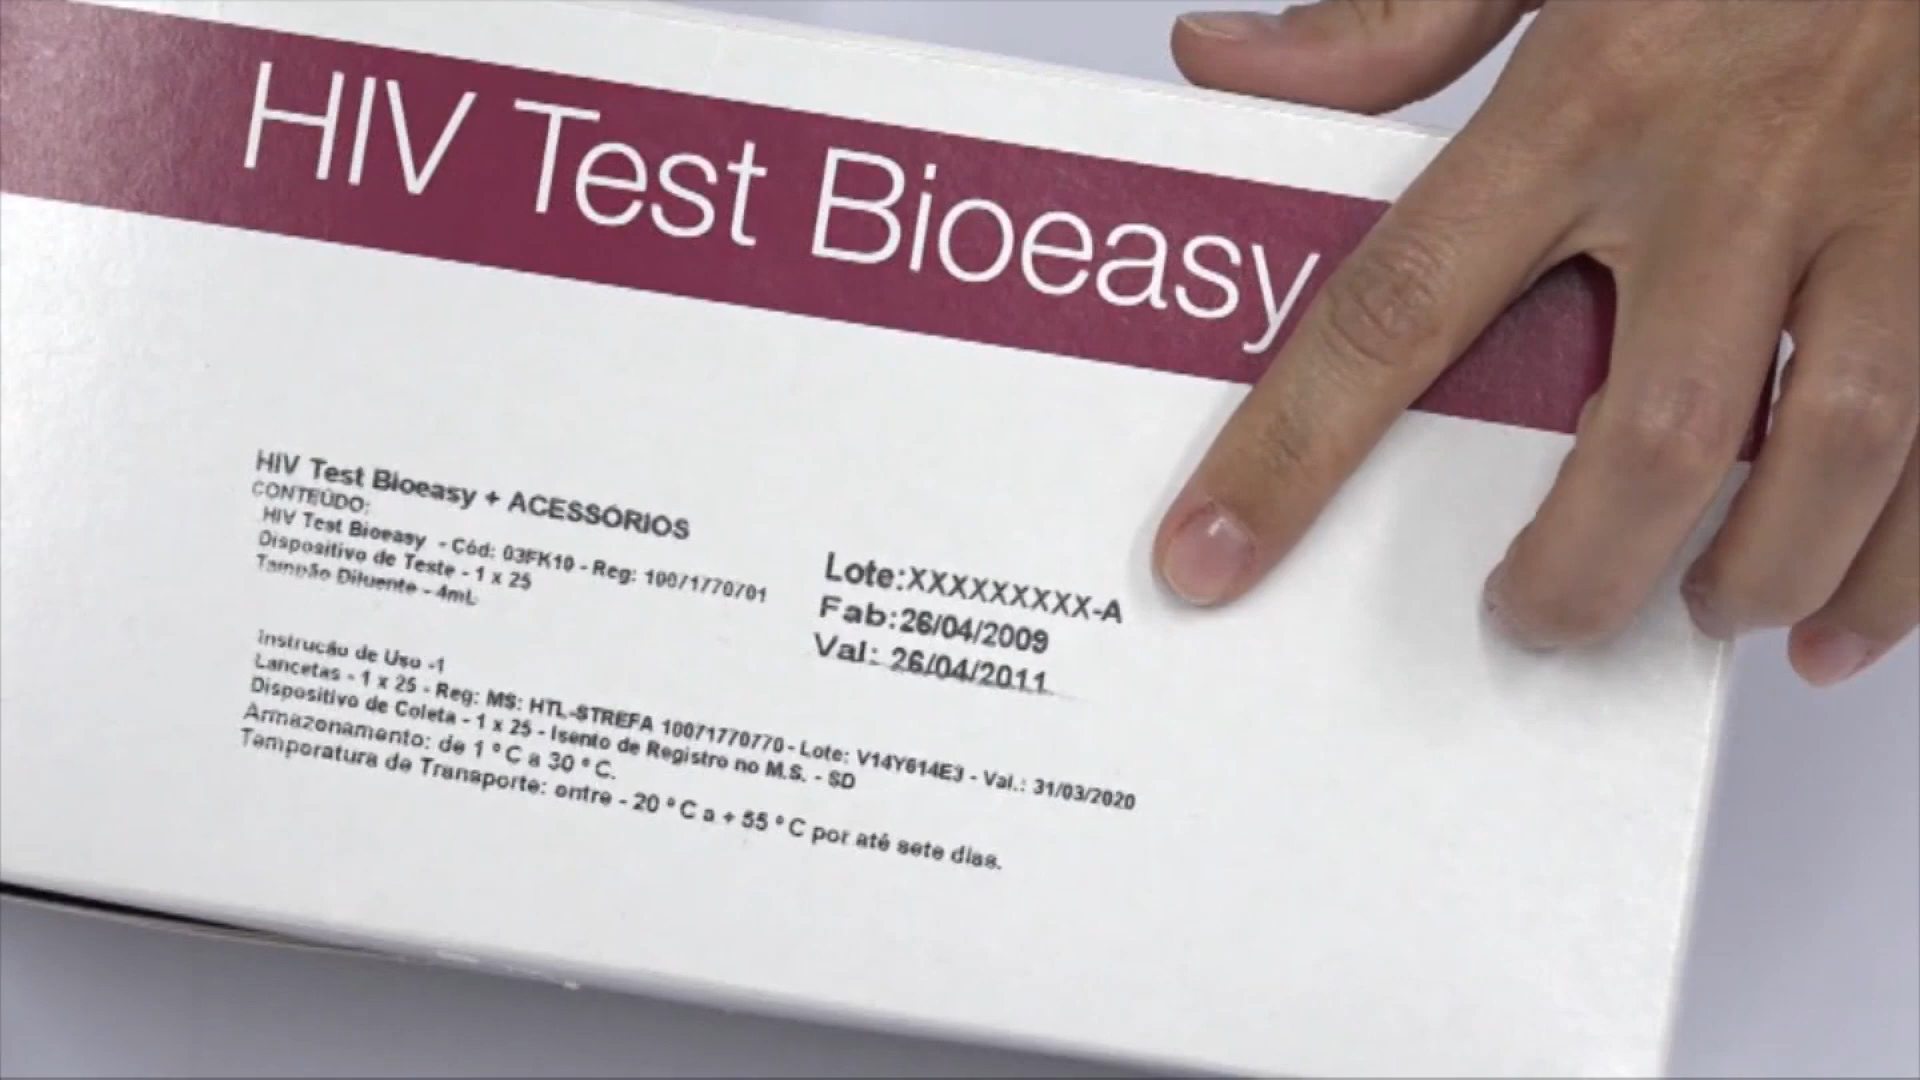 HIV Test Bioeasy
HIV Test Bioeasy + ACESSÓRIOS
CONTEÚDO:
HIV Test Bioeasy - Cód: 03FK10 - Reg: 10071770701
Dispositivo de Teste - 1 x 25
Tampão Diluente - 4mL
Lote:XXXXXXXXX-A
Fab:26/04/2009
Val: 26/04/2011
Instrucão de Uso -1
Lancetas - 1 x 25 - Reg: MS: HTL-STREFA 10071770770 - Lote: V14Y614E3 - Val.: 31/03/2020
Dispositivo de Coleta - 1 x 25 - Isento de Registro no M.S. - SD
Armazonamento: de 1 ° C a 30 ° C.
Temporatura de Transporte: entre - 20 ° C a + 55 ° C por até sete dias.